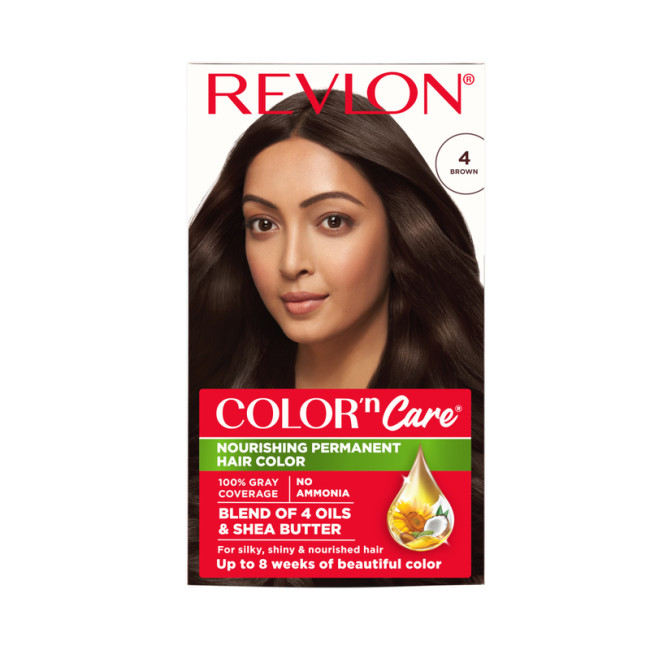 REVLON®
4
BROWN
COLOR'n Care®
NOURISHING PERMANENT
HAIR COLOR
100% GRAY
COVERAGE
NO
AMMONIA
BLEND OF 4 OILS
& SHEA BUTTER
For silky, shiny & nourished hair
Up to 8 weeks of beautiful color